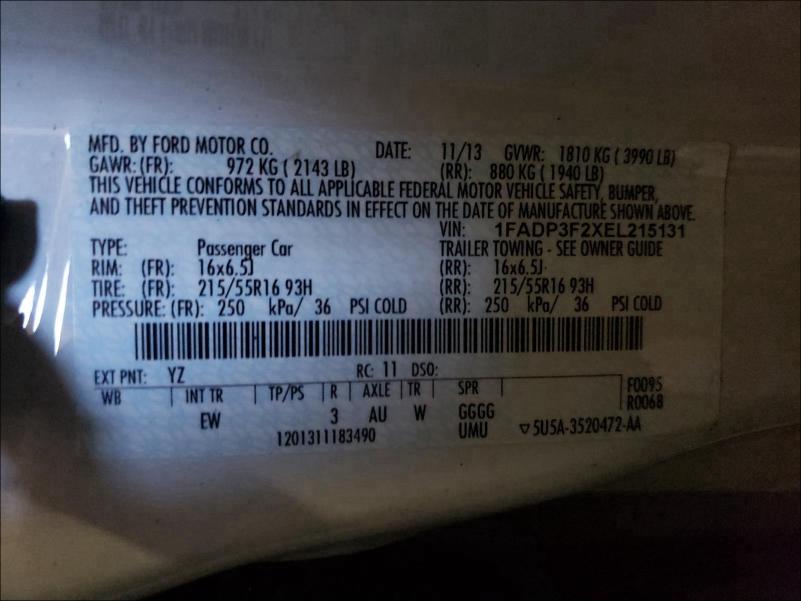 MFD. BY FORD MOTOR CO. DATE: 11/13 GVWR: 1810 KG ( 3990 LB)
GAWR:(FR): 972 KG ( 2143 LB) (RR): 880 KG ( 1940 LB)
THIS VEHICLE CONFORMS TO ALL APPLICABLE FEDERAL MOTOR VEHICLE SAFETY, BUMPER,
AND THEFT PREVENTION STANDARDS IN EFFECT ON THE DATE OF MANUFACTURE SHOWN ABOVE.
VIN: 1FADP3F2XEL215131
TYPE: Passenger Car TRAILER TOWING - SEE OWNER GUIDE
RIM: (FR): 16x6.5J (RR): 16x6.5J
TIRE: (FR): 215/55R16 93H (RR): 215/55R16 93H
PRESSURE: (FR): 250 kPa/ 36 PSI COLD (RR): 250 kPa/ 36 PSI COLD
EXT PNT: YZ RC: 11 DSO:
WB INT TR TP/PS R AXLE TR SPR F0095
R0068
EW 3 AU W GGGG
1201311183490 UMU ▽5U5A-3520472-AA